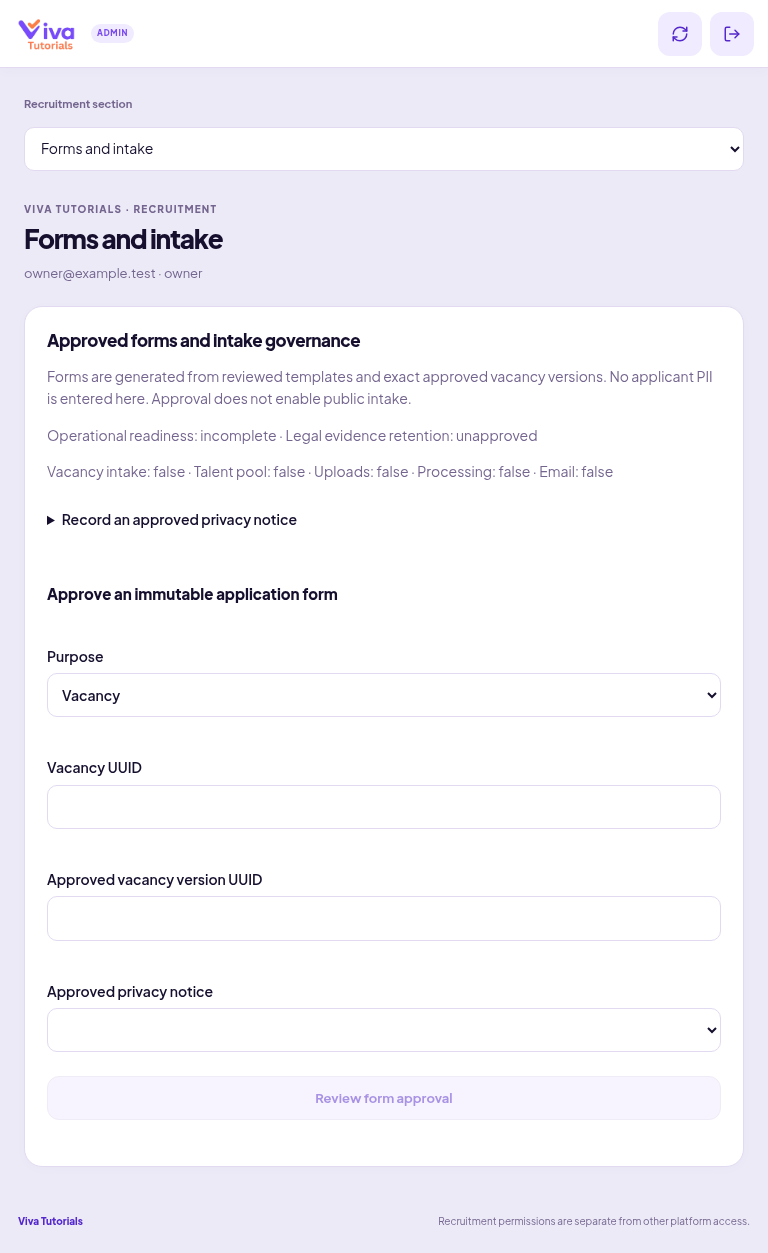 Viva
Tutorials
ADMIN
Recruitment section
Forms and intake
VIVA TUTORIALS · RECRUITMENT
Forms and intake
owner@example.test · owner
Approved forms and intake governance
Forms are generated from reviewed templates and exact approved vacancy versions. No applicant PII
is entered here. Approval does not enable public intake.
Operational readiness: incomplete · Legal evidence retention: unapproved
Vacancy intake: false · Talent pool: false · Uploads: false · Processing: false · Email: false
Record an approved privacy notice
Approve an immutable application form
Purpose
Vacancy
Vacancy UUID
Approved vacancy version UUID
Approved privacy notice
Review form approval
Viva Tutorials
Recruitment permissions are separate from other platform access.